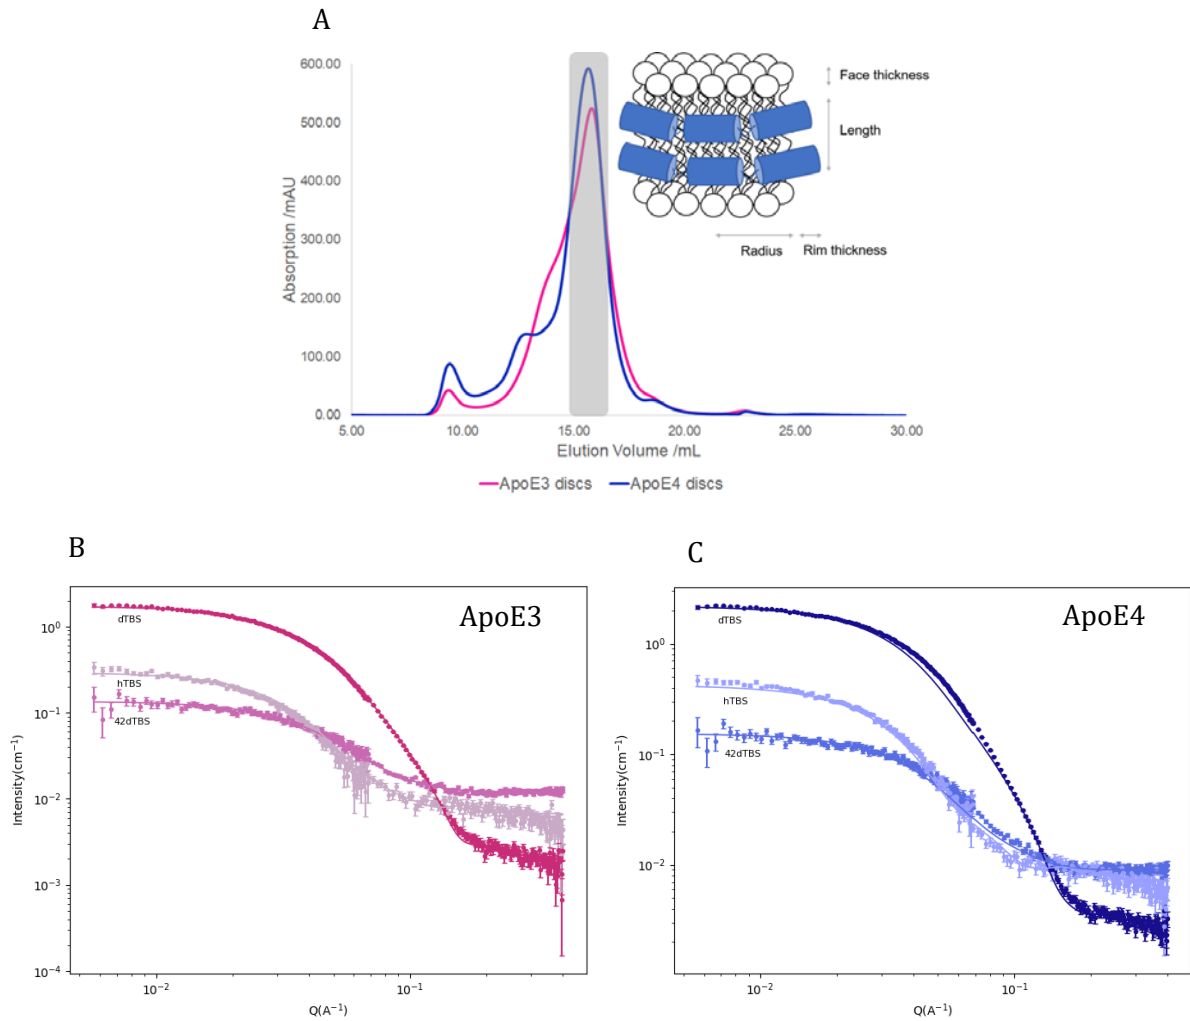 A
600.00
500.00
400.00
300.00
200.00
100.00
0.00
Absorption /mAU
5.00 10.00 15.00 20.00 25.00 30.00
Elution Volume /mL
ApoE3 discs ApoE4 discs
Face thickness
Length
Radius Rim thickness
B
ApoE3
dTBS
hTBS
42dTBS
10⁰
10⁻¹
10⁻²
10⁻³
10⁻⁴
Intensity(cm⁻¹)
10⁻² 10⁻¹
Q(A⁻¹)
C
ApoE4
dTBS
hTBS
42dTBS
10⁰
10⁻¹
10⁻²
Intensity(cm⁻¹)
10⁻² 10⁻¹
Q(A⁻¹)